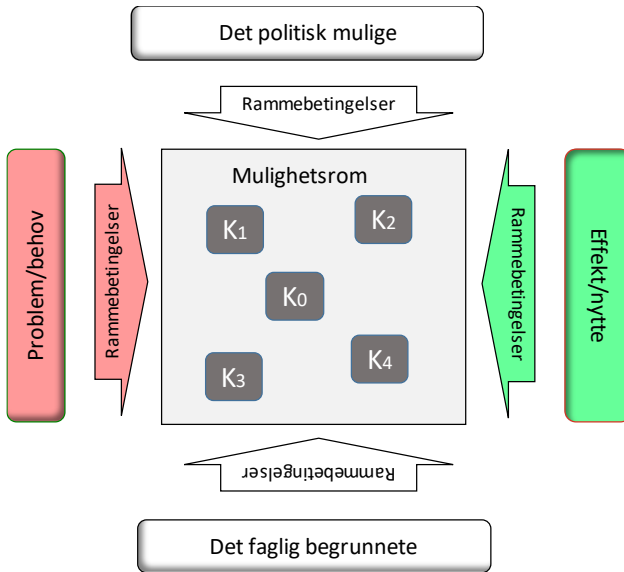 Det politisk mulige
Rammebetingelser
Problem/behov
Rammebetingelser
Mulighetsrom
K1
K2
K0
K3
K4
Rammebetingelser
Effekt/nytte
Rammebetingelser
Det faglig begrunnete